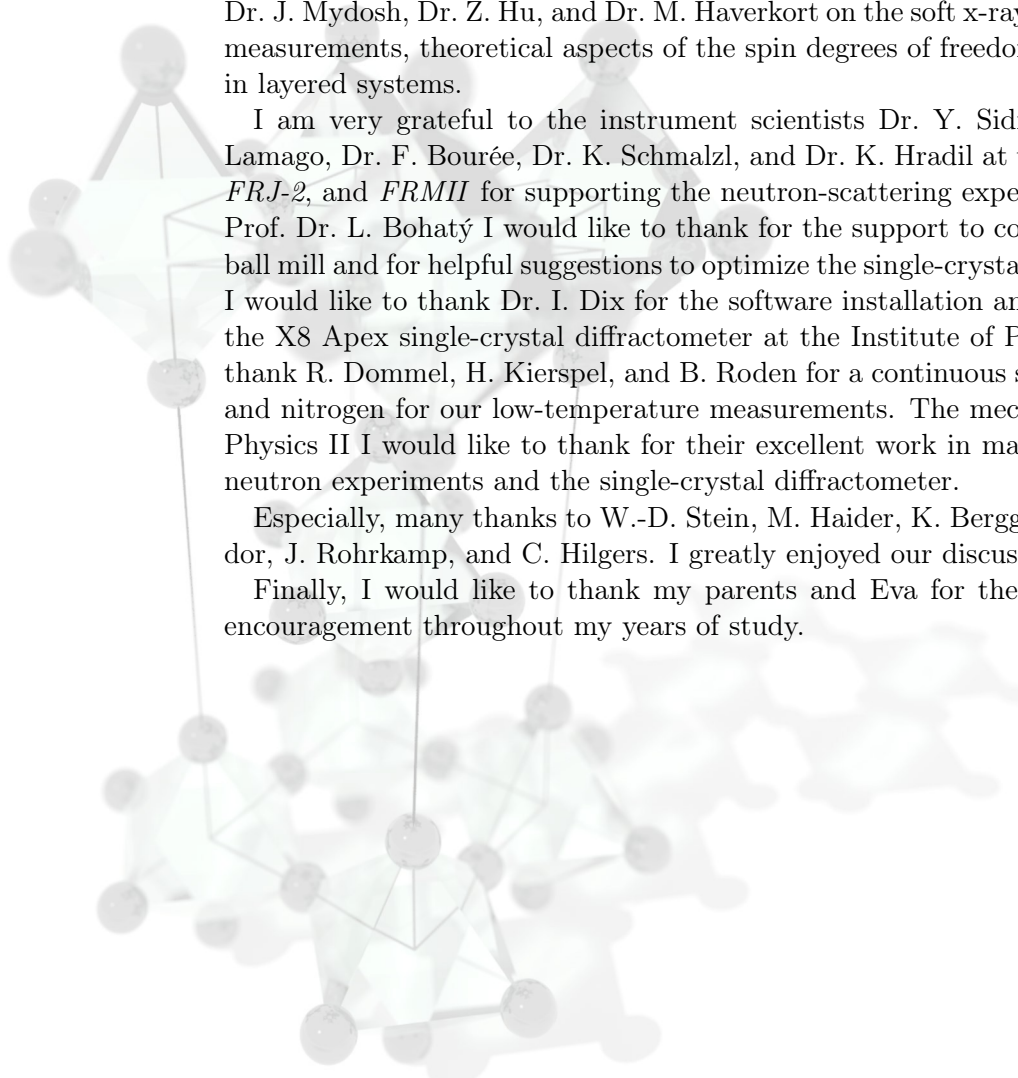 Dr. J. Mydosh, Dr. Z. Hu, and Dr. M. Haverkort on the soft x-ray
measurements, theoretical aspects of the spin degrees of freedo
in layered systems.
I am very grateful to the instrument scientists Dr. Y. Sid
Lamago, Dr. F. Bourée, Dr. K. Schmalzl, and Dr. K. Hradil at
FRJ-2, and FRMII for supporting the neutron-scattering expe
Prof. Dr. L. Bohatý I would like to thank for the support to co
ball mill and for helpful suggestions to optimize the single-crysta
I would like to thank Dr. I. Dix for the software installation an
the X8 Apex single-crystal diffractometer at the Institute of P
thank R. Dommel, H. Kierspel, and B. Roden for a continuous s
and nitrogen for our low-temperature measurements. The mec
Physics II I would like to thank for their excellent work in ma
neutron experiments and the single-crystal diffractometer.
Especially, many thanks to W.-D. Stein, M. Haider, K. Bergg
dor, J. Rohrkamp, and C. Hilgers. I greatly enjoyed our discus
Finally, I would like to thank my parents and Eva for the
encouragement throughout my years of study.